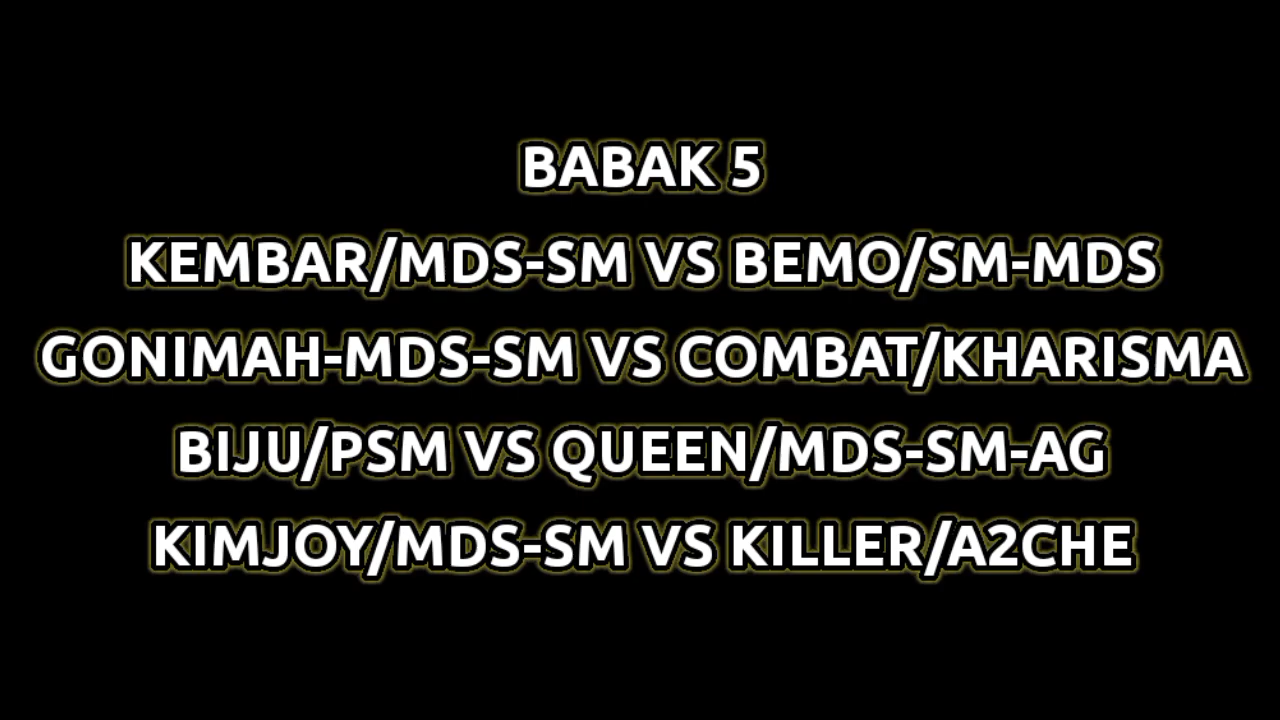 BABAK 5
KEMBAR/MDS-SM VS BEMO/SM-MDS
GONIMAH-MDS-SM VS COMBAT/KHARISMA
BIJU/PSM VS QUEEN/MDS-SM-AG
KIMJOY/MDS-SM VS KILLER/A2CHE